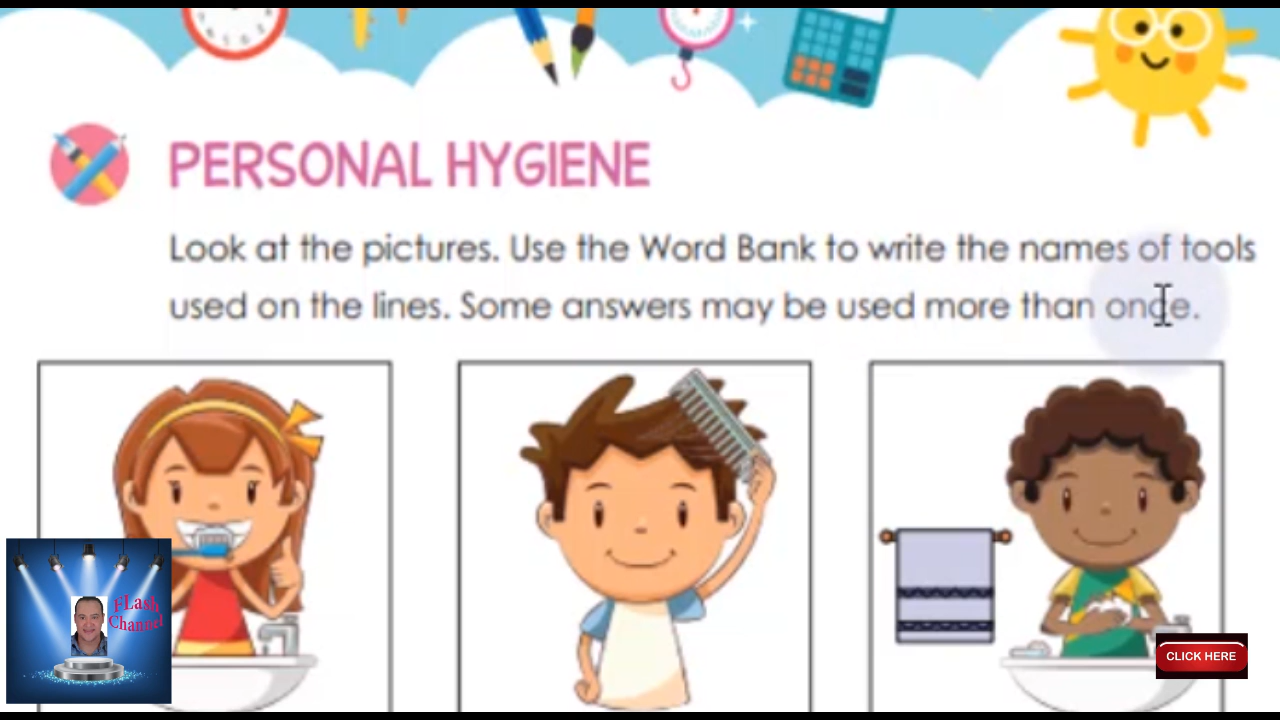 PERSONAL HYGIENE
Look at the pictures. Use the Word Bank to write the names of tools
used on the lines. Some answers may be used more than once.
FLash
Channel
CLICK HERE